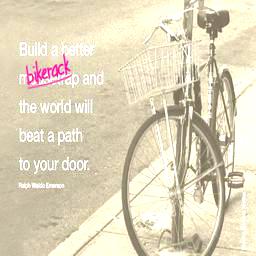 Build a better
bikerack
m trap and
the world will
beat a path
to your door.
Ralph Waldo Emerson